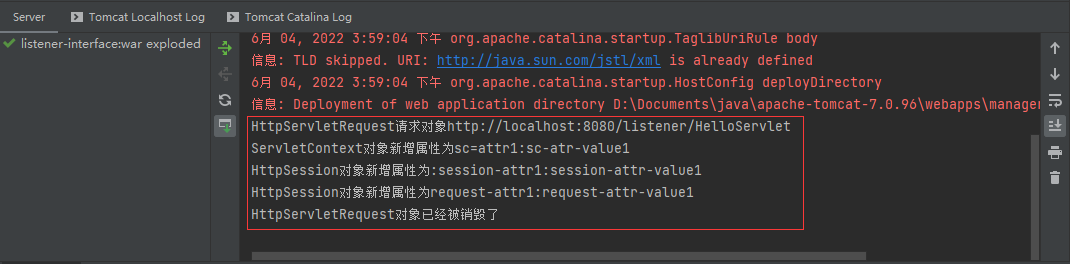 Server Tomcat Localhost Log Tomcat Catalina Log
listener-interface:war exploded
6月 04, 2022 3:59:04 下午 org.apache.catalina.startup.TaglibUriRule body
信息: TLD skipped. URI: http://java.sun.com/jstl/xml is already defined
6月 04, 2022 3:59:04 下午 org.apache.catalina.startup.HostConfig deployDirectory
信息: Deployment of web application directory D:\Documents\java\apache-tomcat-7.0.96\webapps\manager
HttpServletRequest请求对象http://localhost:8080/listener/HelloServlet
ServletContext对象新增属性为sc=attr1:sc-atr-value1
HttpSession对象新增属性为:session-attr1:session-attr-value1
HttpSession对象新增属性为request-attr1:request-attr-value1
HttpServletRequest对象已经被销毁了